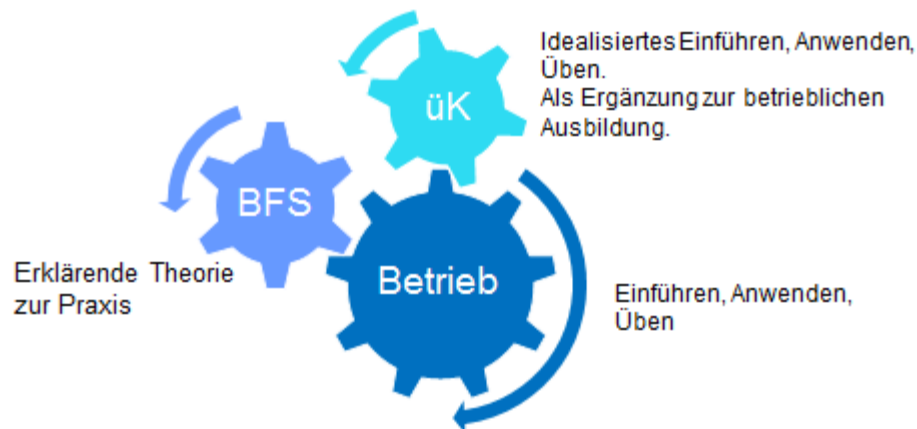 Idealisiertes Einführen, Anwenden,
Üben.
Als Ergänzung zur betrieblichen
Ausbildung.
üK
BFS
Betrieb
Erklärende Theorie
zur Praxis
Einführen, Anwenden,
Üben